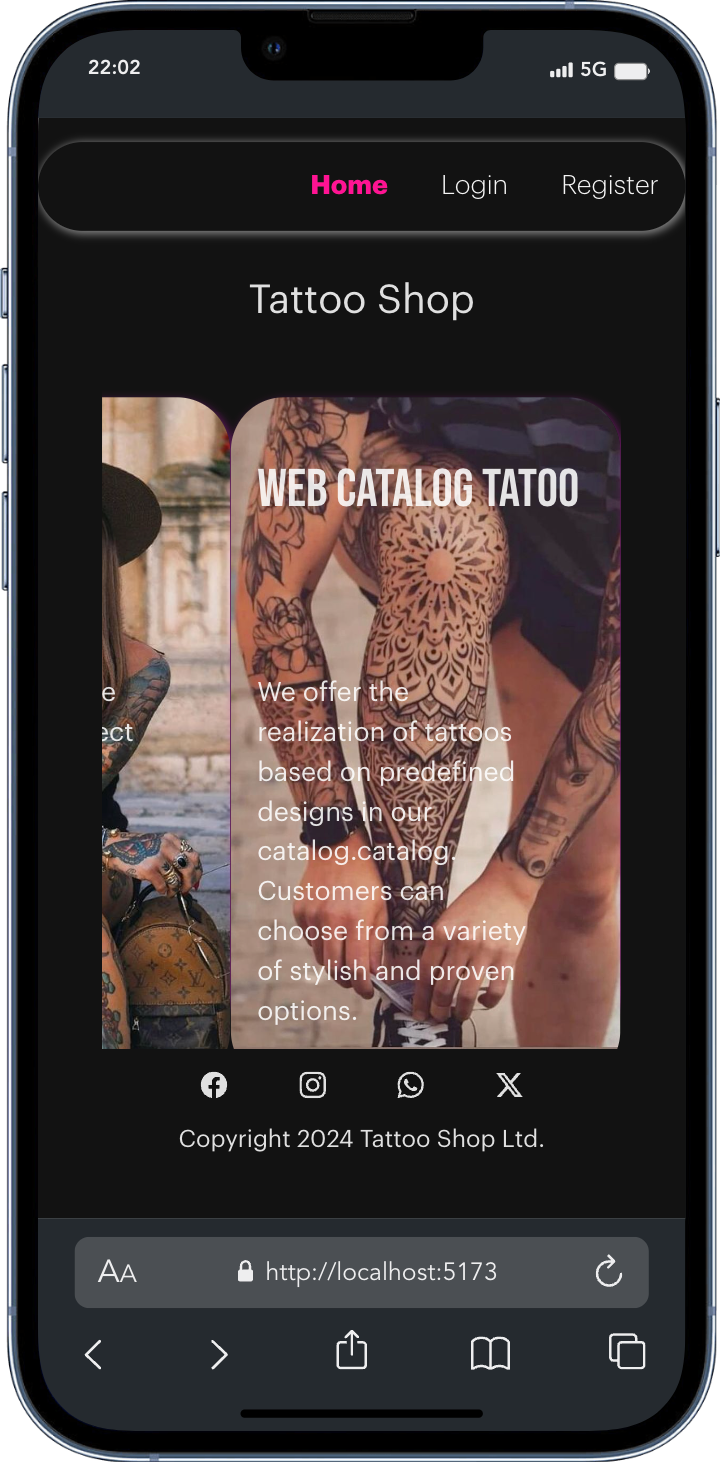 22:02
5G
Home Login Register
Tattoo Shop
WEB CATALOG TATOO
e
ect
We offer the
realization of tattoos
based on predefined
designs in our
catalog.catalog.
Customers can
choose from a variety
of stylish and proven
options.
Copyright 2024 Tattoo Shop Ltd.
AA
http://localhost:5173